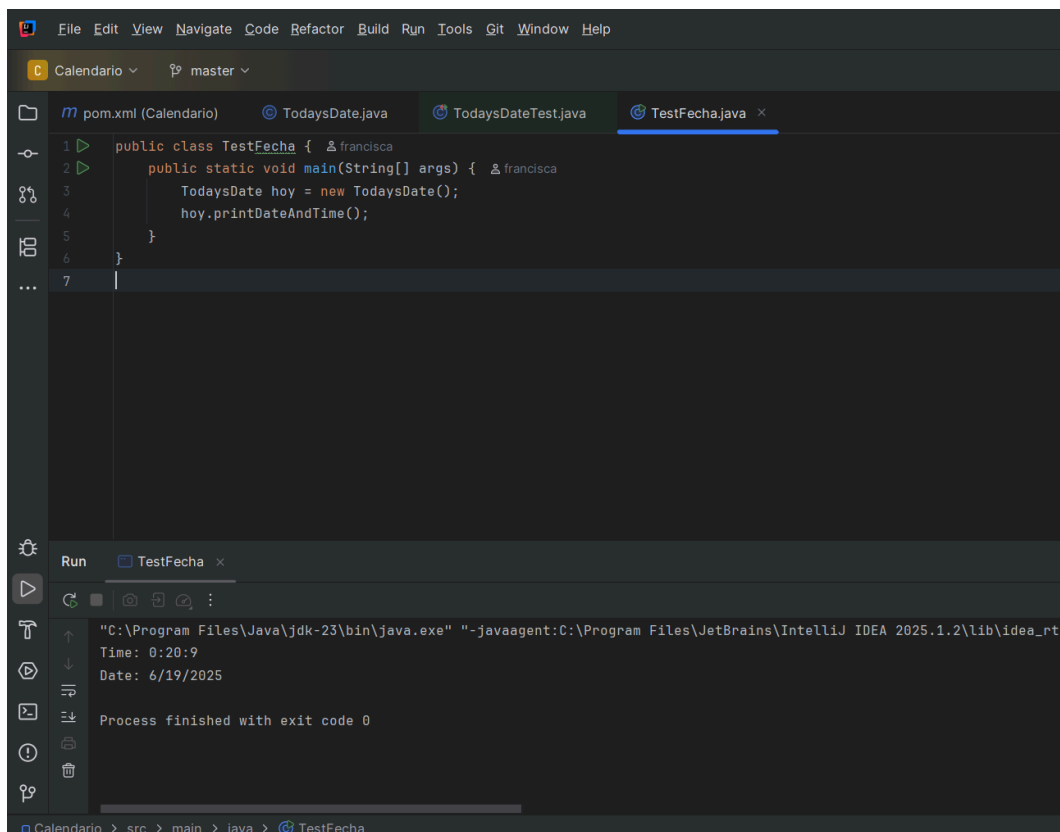 File Edit View Navigate Code Refactor Build Run Tools Git Window Help
C Calendario master
m pom.xml (Calendario) TodaysDate.java TodaysDateTest.java TestFecha.java
1 public class TestFecha { francisca
2 public static void main(String[] args) { francisca
3 TodaysDate hoy = new TodaysDate();
4 hoy.printDateAndTime();
5 }
6 }
7
Run TestFecha
"C:\Program Files\Java\jdk-23\bin\java.exe" "-javaagent:C:\Program Files\JetBrains\IntelliJ IDEA 2025.1.2\lib\idea_rt
Time: 0:20:9
Date: 6/19/2025
Process finished with exit code 0
Calendario > src > main > java > TestFecha